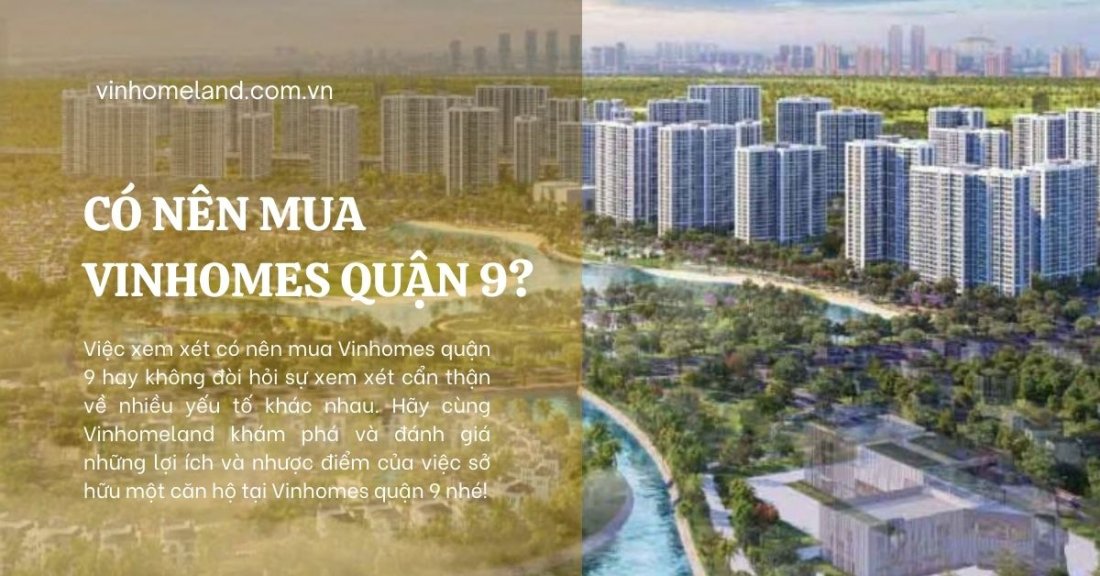 vinhomeland.com.vn
CÓ NÊN MUA
VINHOMES QUẬN 9?
Việc xem xét có nên mua Vinhomes quận
9 hay không đòi hỏi sự xem xét cẩn thận
về nhiều yếu tố khác nhau. Hãy cùng
Vinhomeland khám phá và đánh giá
những lợi ích và nhược điểm của việc sở
hữu một căn hộ tại Vinhomes quận 9 nhé!